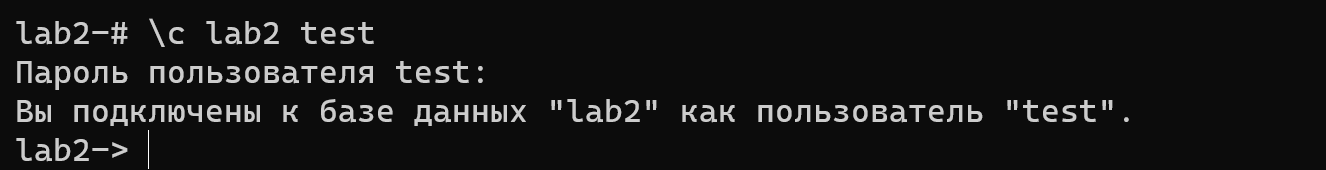 lab2-# \c lab2 test
Пароль пользователя test:
Вы подключены к базе данных "lab2" как пользователь "test".
lab2->